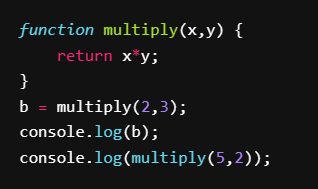 function multiply(x,y) {
    return x*y;
}
b = multiply(2,3);
console.log(b);
console.log(multiply(5,2));